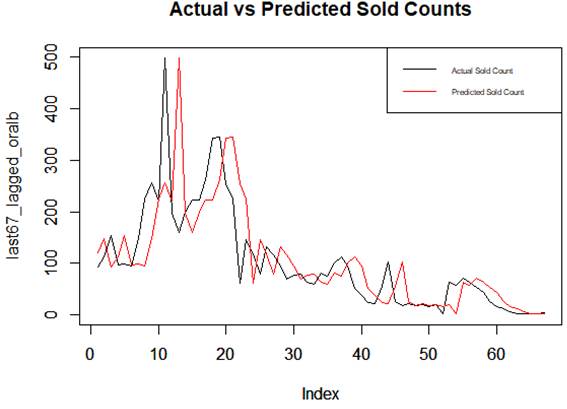 Actual vs Predicted Sold Counts
Actual Sold Count
Predicted Sold Count
last67_lagged_oralb
500
400
300
200
100
0
0 10 20 30 40 50 60
Index